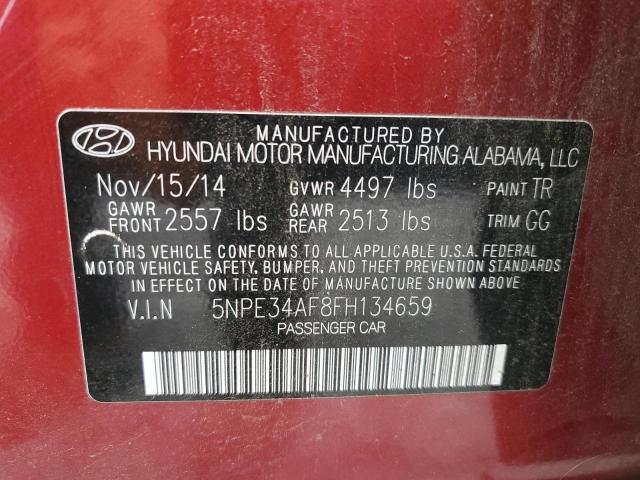 MANUFACTURED BY
HYUNDAI MOTOR MANUFACTURING ALABAMA, LLC
Nov/15/14 GVWR 4497 lbs PAINT TR
GAWR FRONT 2557 lbs GAWR REAR 2513 lbs TRIM GG
THIS VEHICLE CONFORMS TO ALL APPLICABLE U.S.A. FEDERAL
MOTOR VEHICLE SAFETY, BUMPER, AND THEFT PREVENTION
STANDARDS IN EFFECT ON THE DATE OF MANUFACTURE SHOWN ABOVE.
V.I.N 5NPE34AF8FH134659
PASSENGER CAR